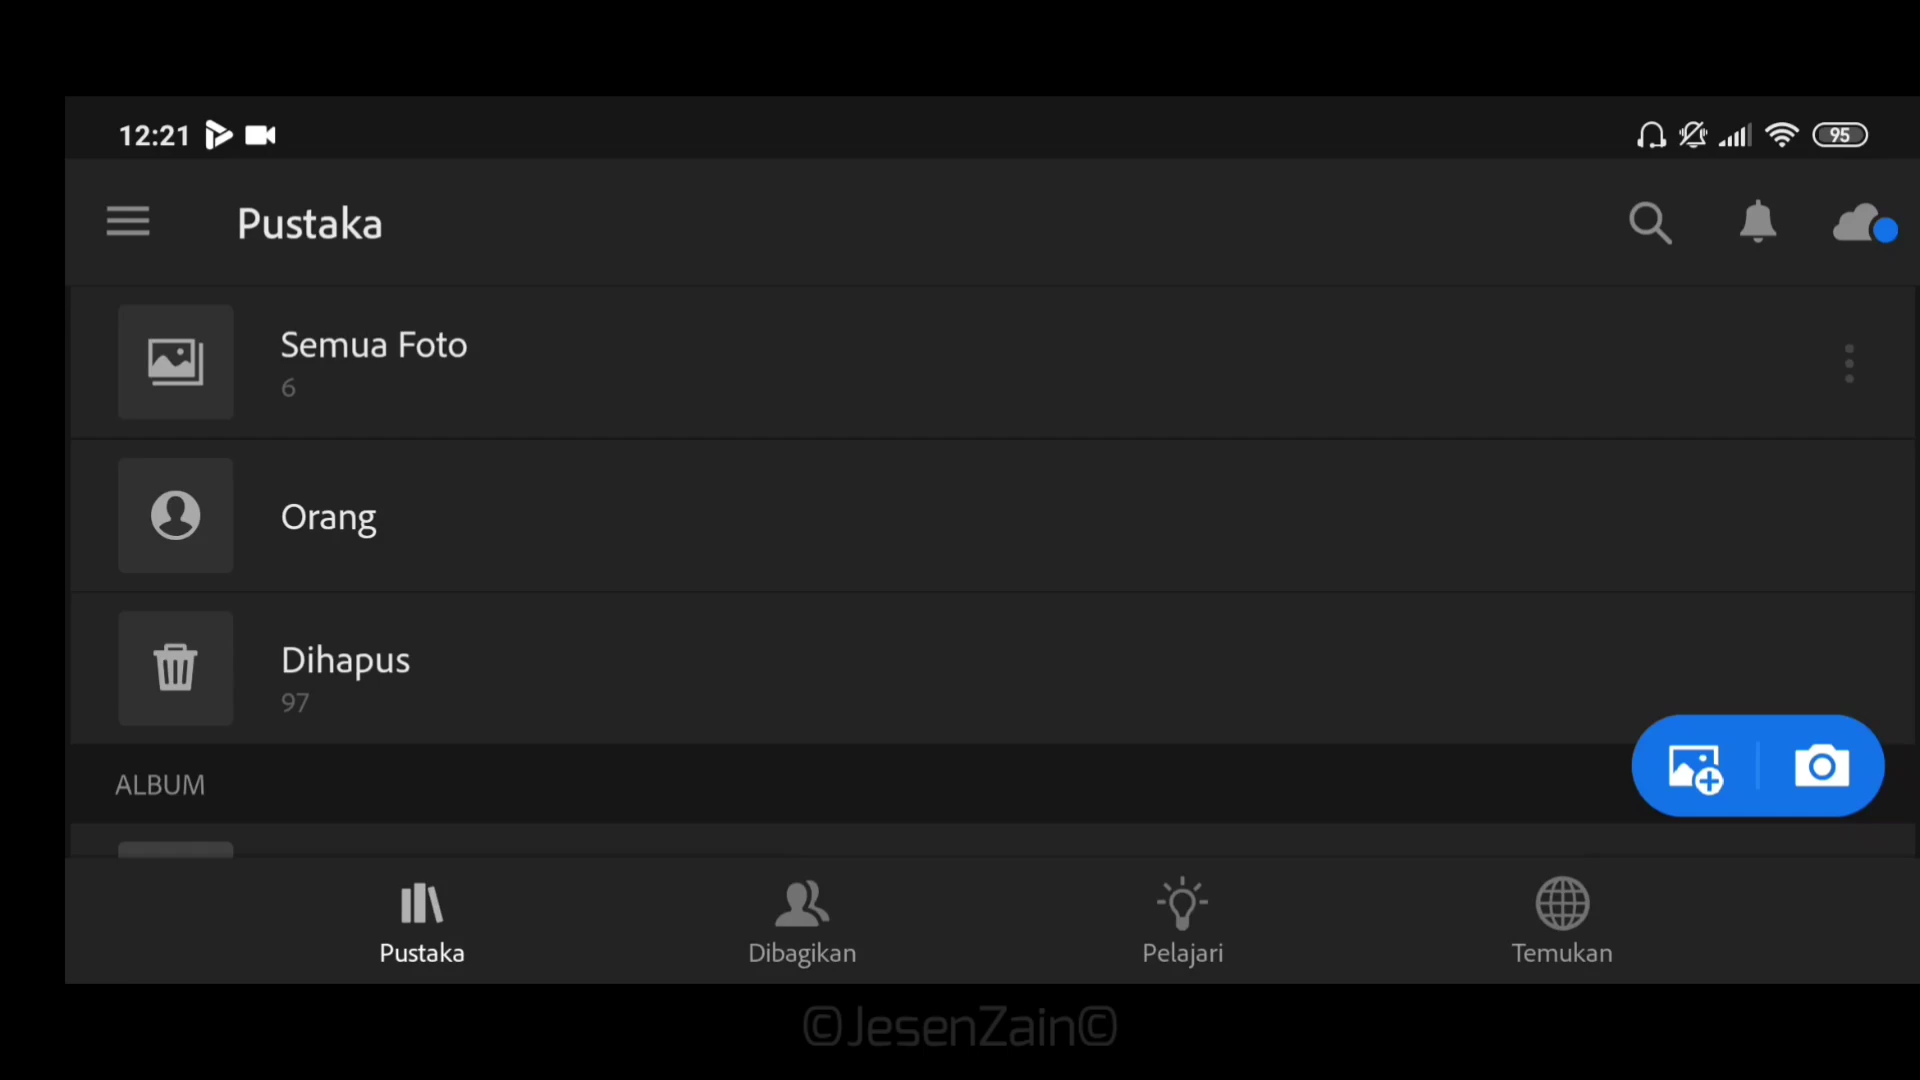 12:21
95
Pustaka
Semua Foto
6
Orang
Dihapus
97
ALBUM
Pustaka
Dibagikan
Pelajari
Temukan
©JesenZain©